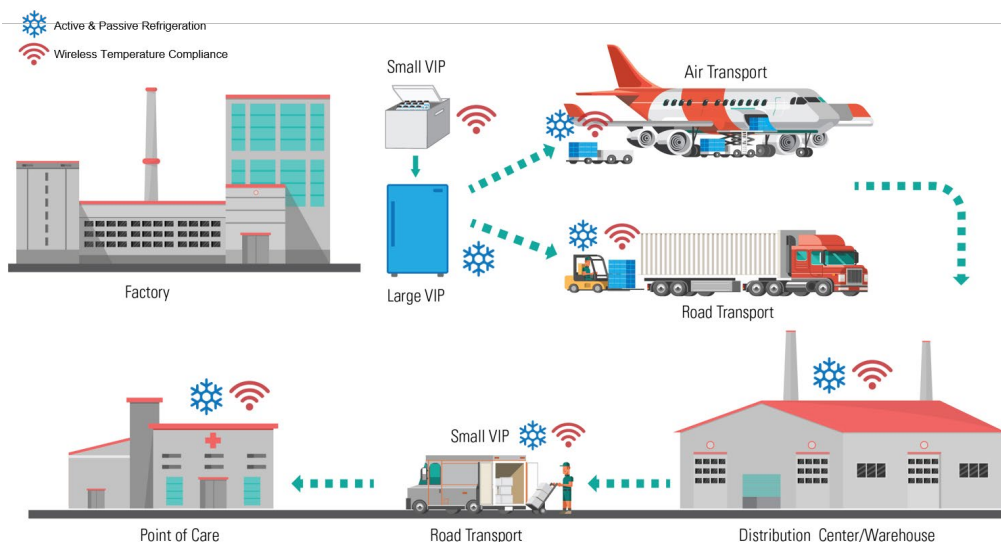 Active & Passive Refrigeration
Wireless Temperature Compliance
Small VIP
Air Transport
Factory
Large VIP
Road Transport
Small VIP
Point of Care
Road Transport
Distribution Center/Warehouse